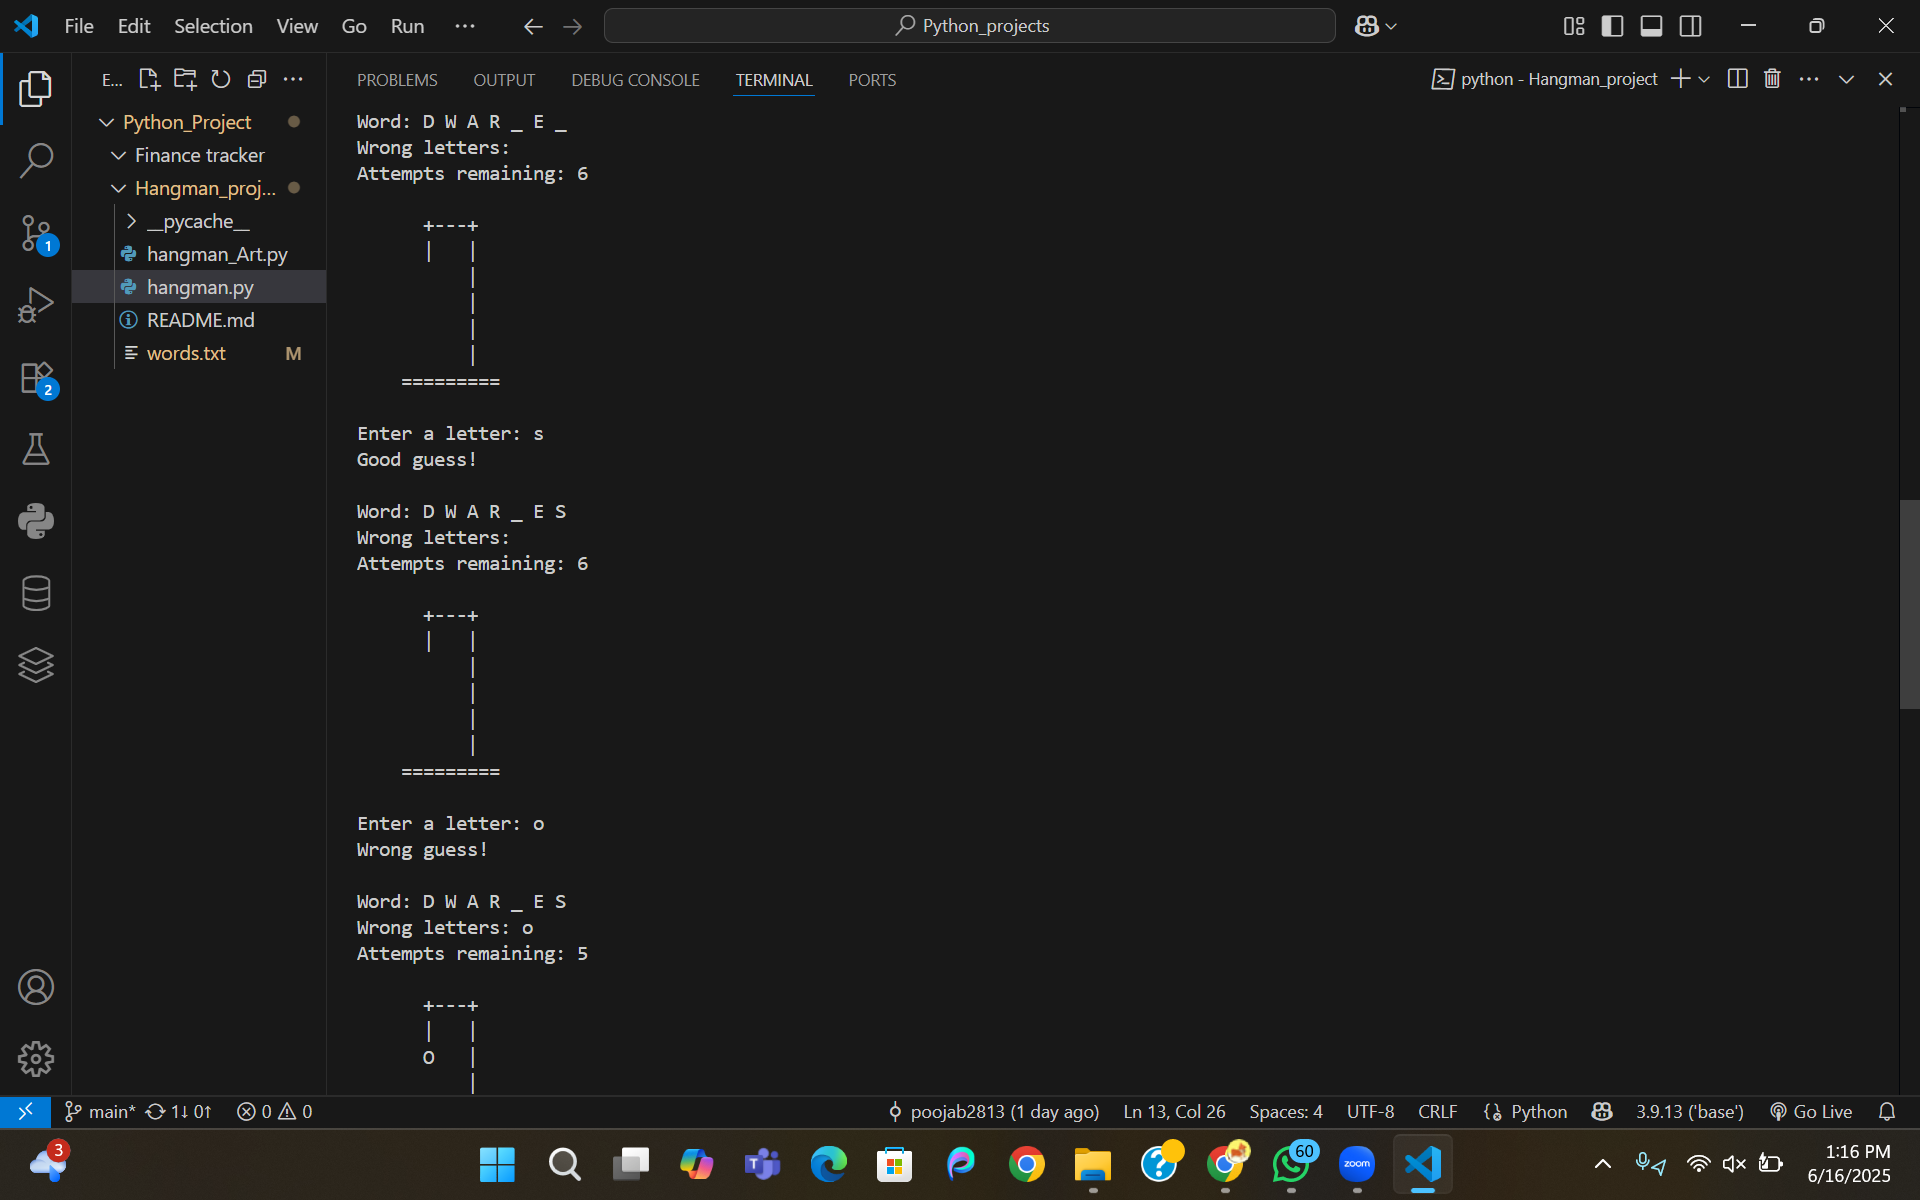 File Edit Selection View Go Run ··· Python_projects
E... PROBLEMS OUTPUT DEBUG CONSOLE TERMINAL PORTS python - Hangman_project
Python_Project
Finance tracker
Hangman_proj...
__pycache__
hangman_Art.py
hangman.py
README.md
words.txt M
1
2
Word: D W A R _ E _
Wrong letters:
Attempts remaining: 6
+---+
|   |
    |
    |
    |
    |
=========
Enter a letter: s
Good guess!
Word: D W A R _ E S
Wrong letters:
Attempts remaining: 6
+---+
|   |
    |
    |
    |
    |
=========
Enter a letter: o
Wrong guess!
Word: D W A R _ E S
Wrong letters: o
Attempts remaining: 5
+---+
|   |
O   |
    |
main* 1↓ 0↑ 0 0 poojab2813 (1 day ago) Ln 13, Col 26 Spaces: 4 UTF-8 CRLF Python 3.9.13 ('base') Go Live
3 T zoom 60 1:16 PM
6/16/2025